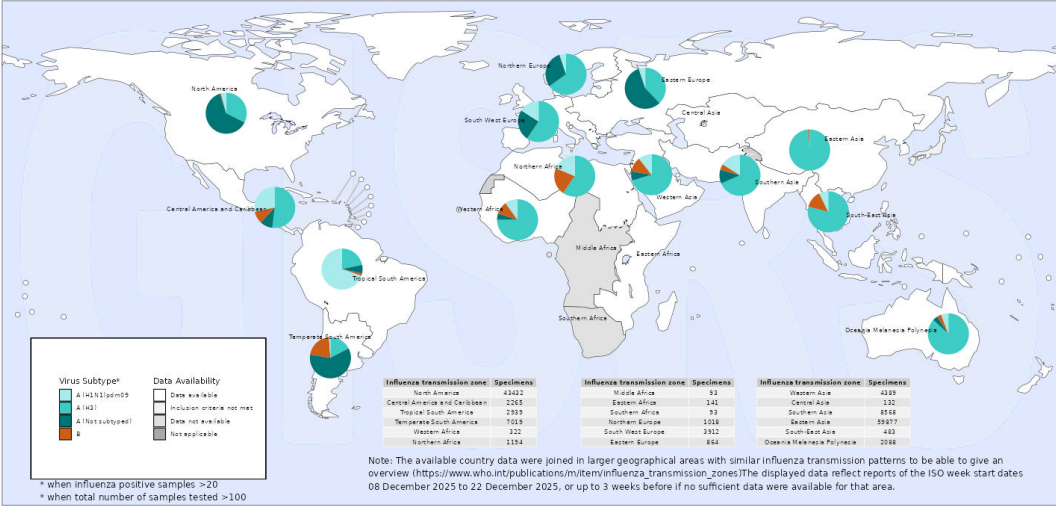 Northern Europe
Eastern Europe
North America
Central Asia
South West Europe
Eastern Asia
Northern Africa
Southern Asia
Western Asia
Central America and Caribbean
Western Africa
South-East Asia
Middle Africa
Eastern Africa
Tropical South America
Southern Africa
Oceania Melanesia Polynesia
Temperate South America
Virus Subtype* Data Availability
A(H1N1)pdm09 Data available
A(H3) Inclusion criteria not met
A(Not subtyped) Data not available
B Not applicable
* when influenza positive samples >20
* when total number of samples tested >100
Influenza transmission zone Specimens
North America 43432
Central America and Caribbean 2265
Tropical South America 2939
Temperate South America 7019
Western Africa 322
Northern Africa 1194
Influenza transmission zone Specimens
Middle Africa 93
Eastern Africa 141
Southern Africa 93
Northern Europe 1018
South West Europe 3912
Eastern Europe 864
Influenza transmission zone Specimens
Western Asia 4389
Central Asia 132
Southern Asia 8568
Eastern Asia 59877
South-East Asia 483
Oceania Melanesia Polynesia 2088
Note: The available country data were joined in larger geographical areas with similar influenza transmission patterns to be able to give an
overview (https://www.who.int/publications/m/item/influenza_transmission_zones)The displayed data reflect reports of the ISO week start dates
08 December 2025 to 22 December 2025, or up to 3 weeks before if no sufficient data were available for that area.